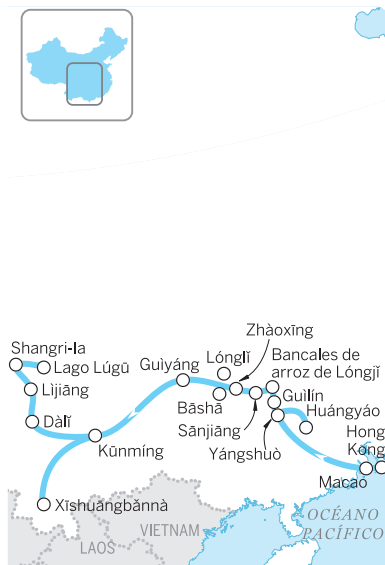 Zhàoxīng
Shangri-la
Lónglǐ
Bancales de
arroz de Lóngjǐ
Lago Lúgū
Guìyáng
Lìjiāng
Bāshā
Guìlín
Huángyáo
Dàlǐ
Sānjiāng
Yángshuò
Hong
Kong
Kūnmíng
Macao
Xīshuāngbǎnnà
OCÉANO
PACÍFICO
VIETNAM
LAOS